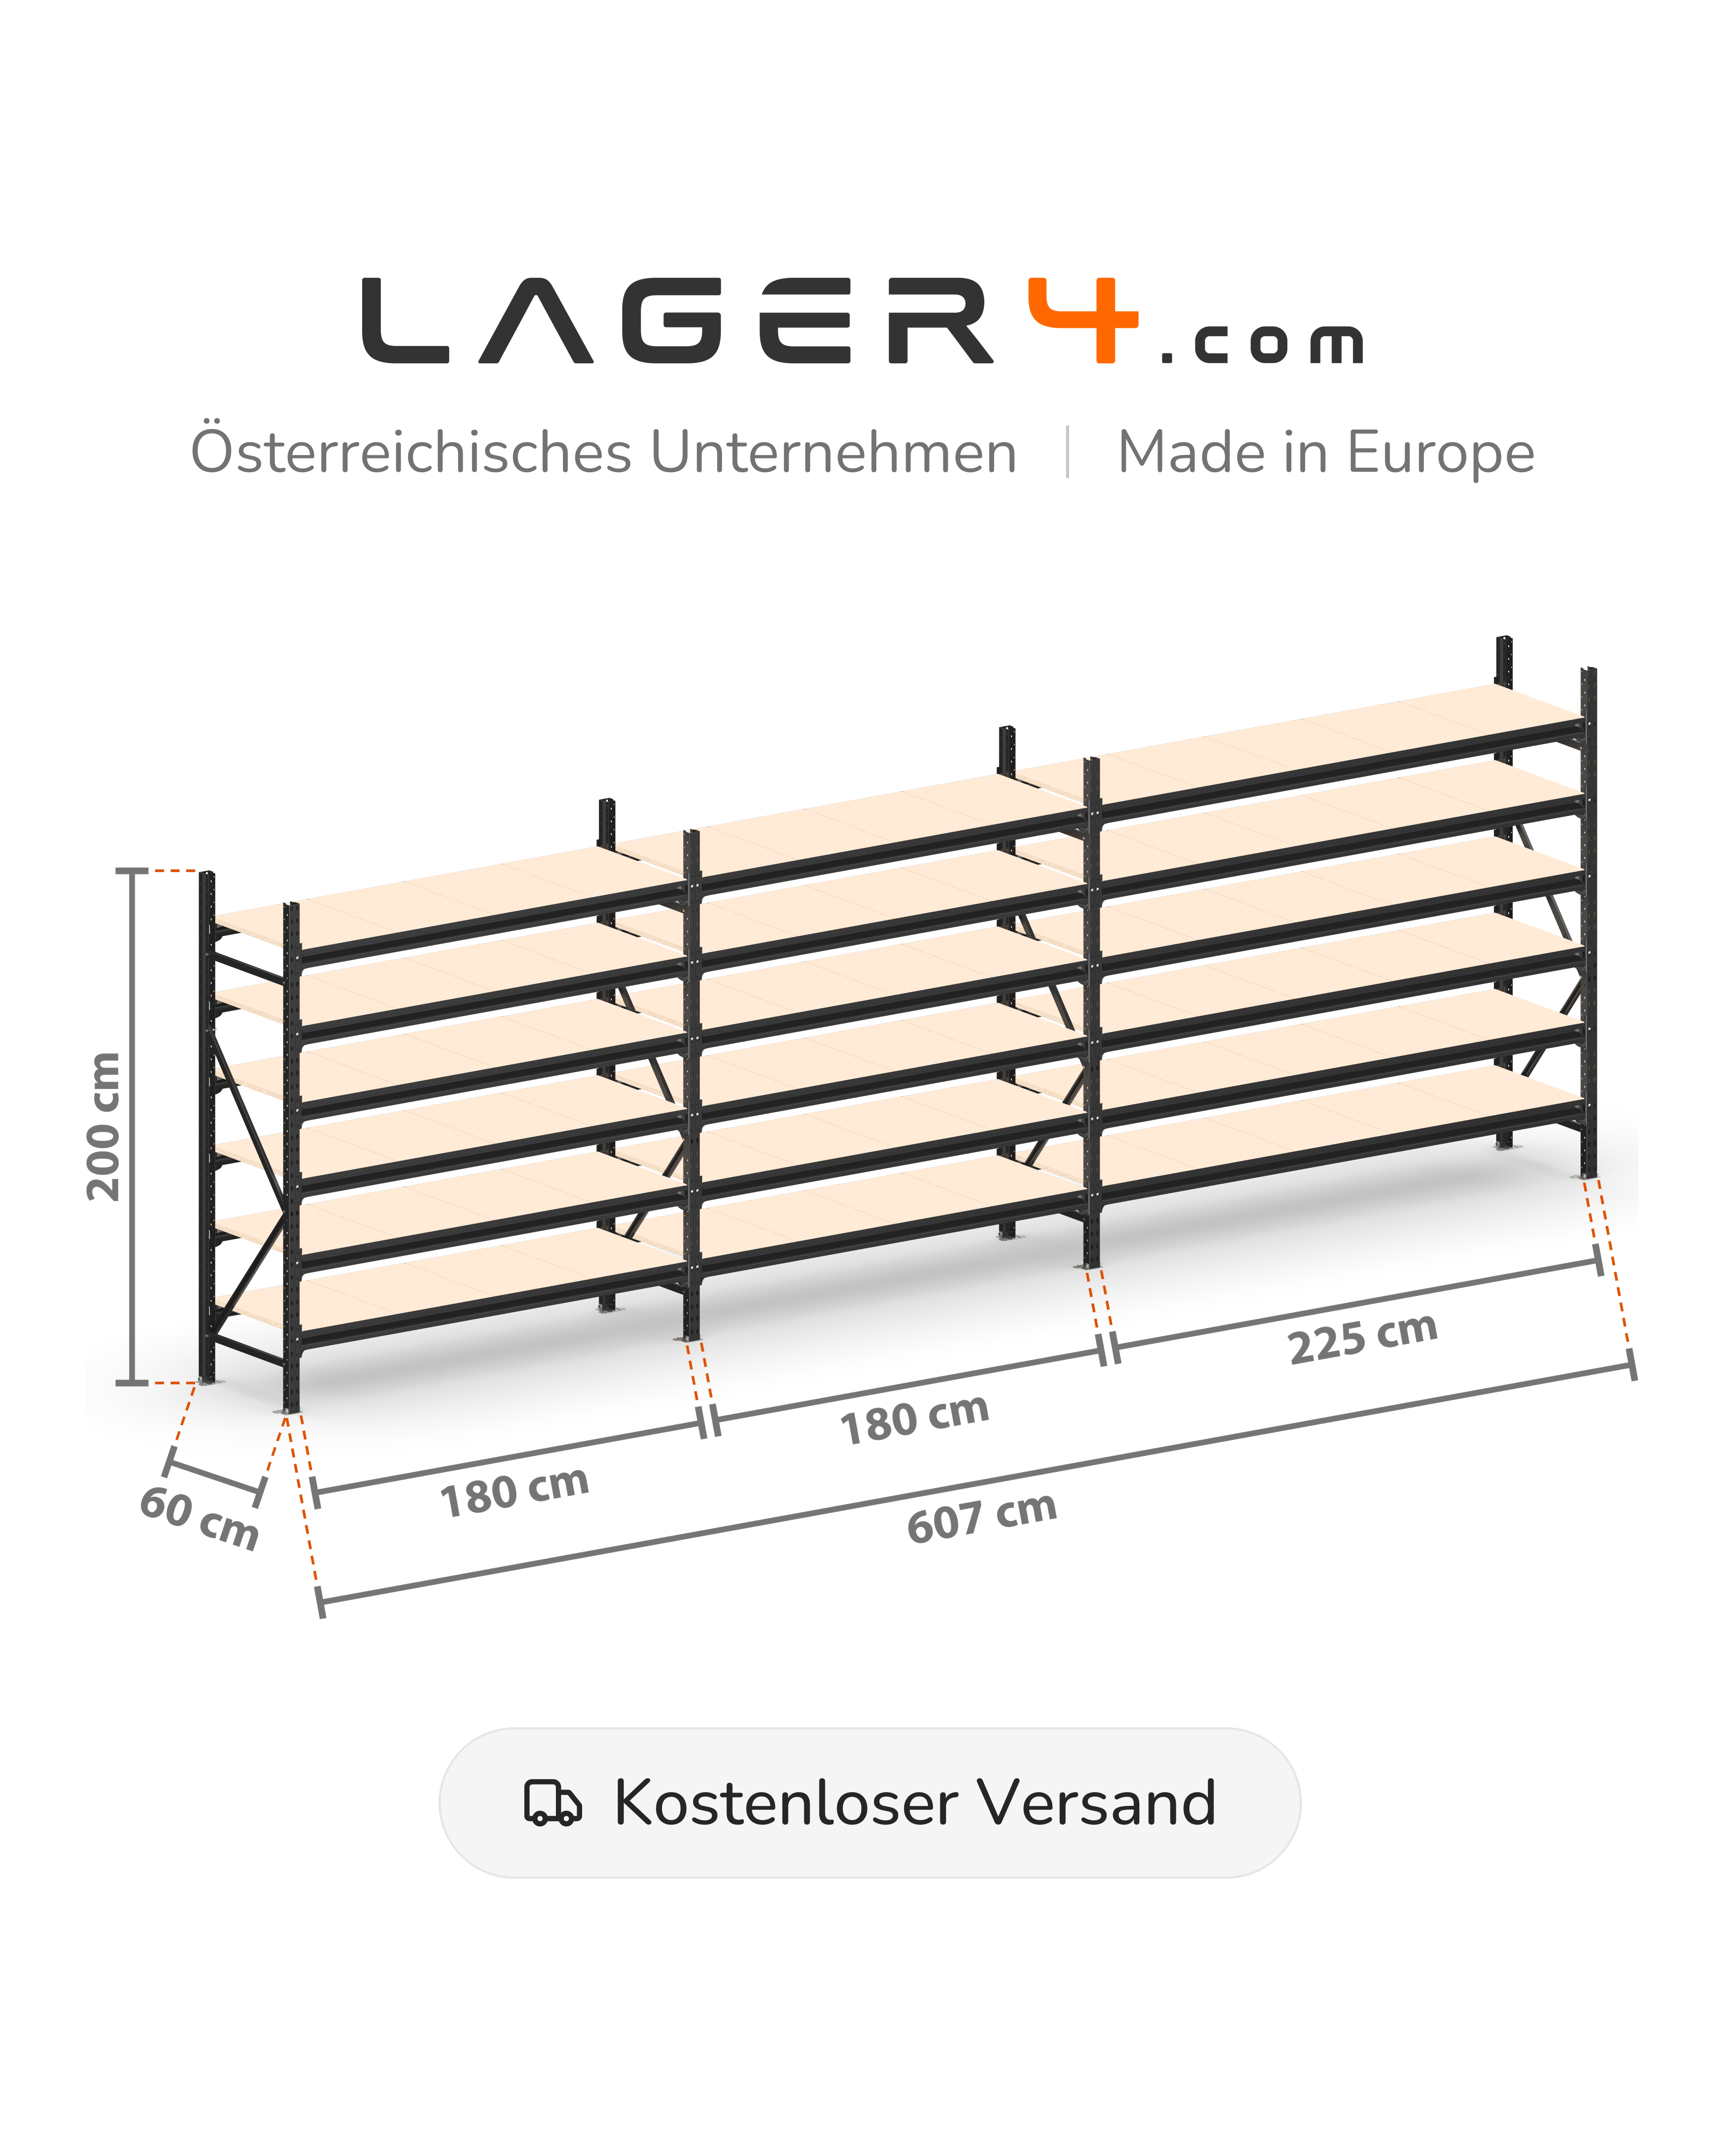 LAGER4.com
Österreichisches Unternehmen | Made in Europe
200 cm
60 cm
180 cm
180 cm
225 cm
607 cm
Kostenloser Versand